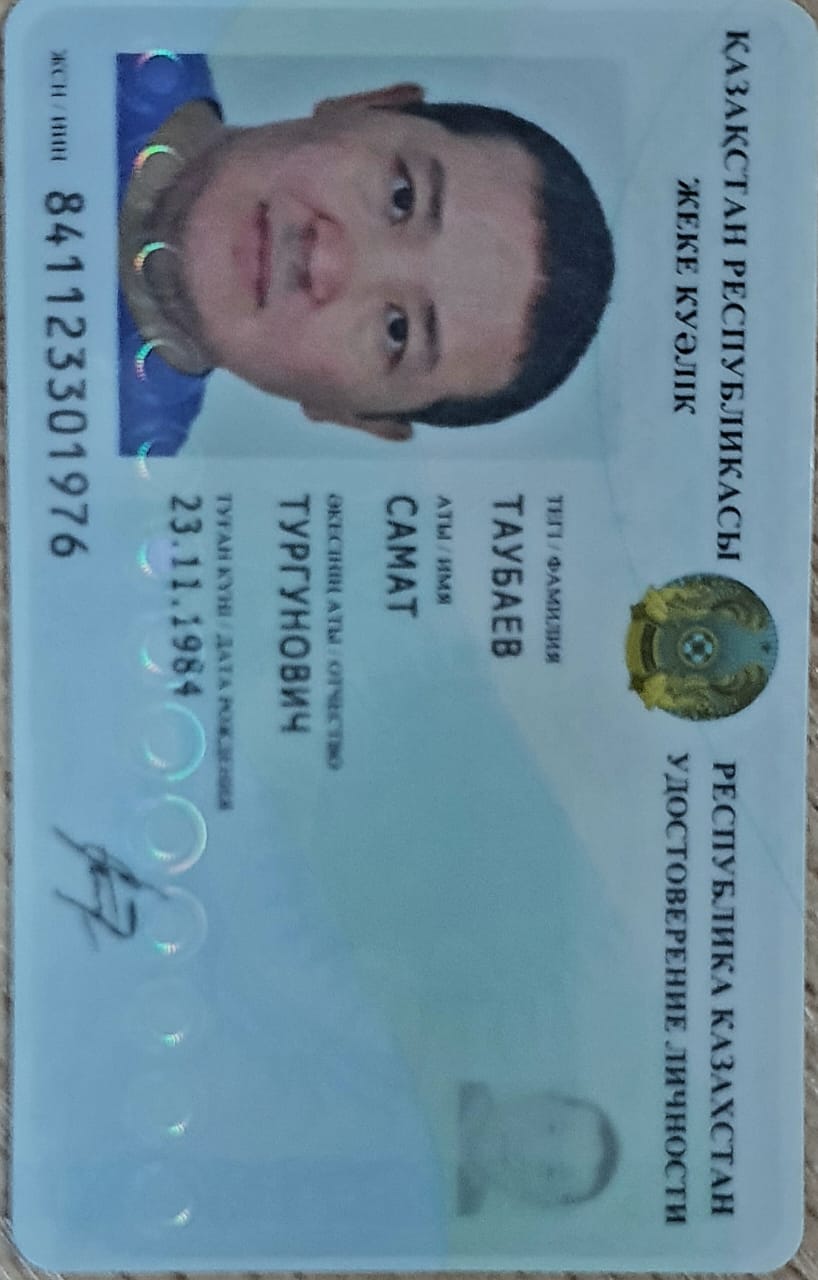 ҚАЗАҚСТАН РЕСПУБЛИКАСЫ
ЖЕКЕ КУӘЛІК
РЕСПУБЛИКА КАЗАХСТАН
УДОСТОВЕРЕНИЕ ЛИЧНОСТИ
ТЕГІ / ФАМИЛИЯ
ТАУБАЕВ
АТЫ / ИМЯ
САМАТ
ӘКЕСІНІҢ АТЫ / ОТЧЕСТВО
ТУРГУНОВИЧ
ТУҒАН КҮНІ / ДАТА РОЖДЕНИЯ
23.11.1984
ЖСН / ИИН 841123301976